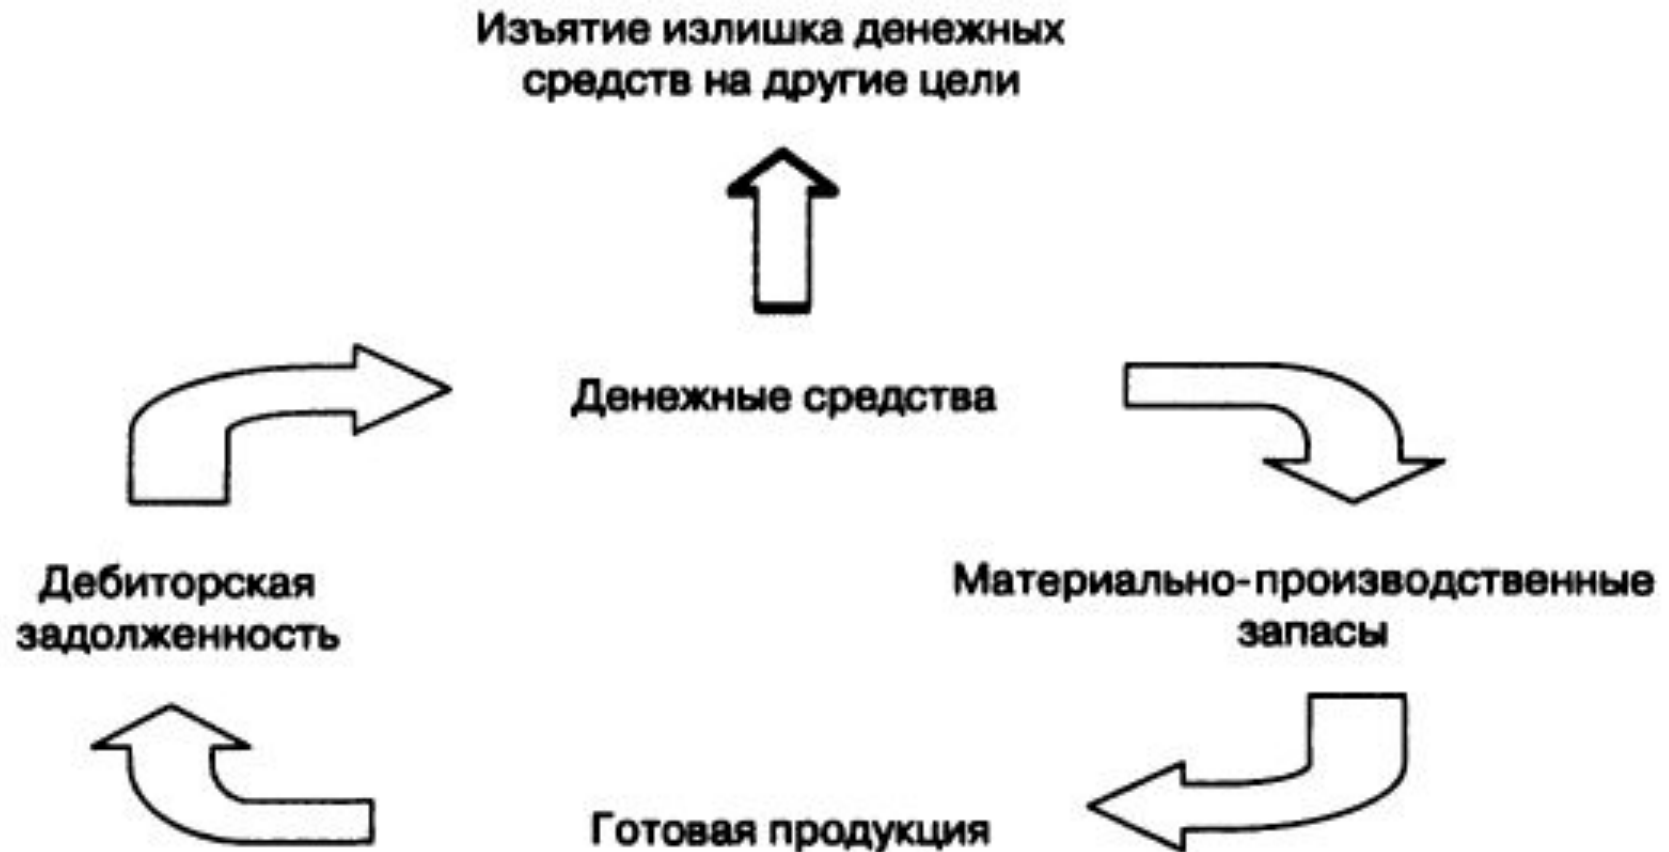 Изъятие излишка денежных
средств на другие цели
Денежные средства
Дебиторская
задолженность
Материально-производственные
запасы
Готовая продукция